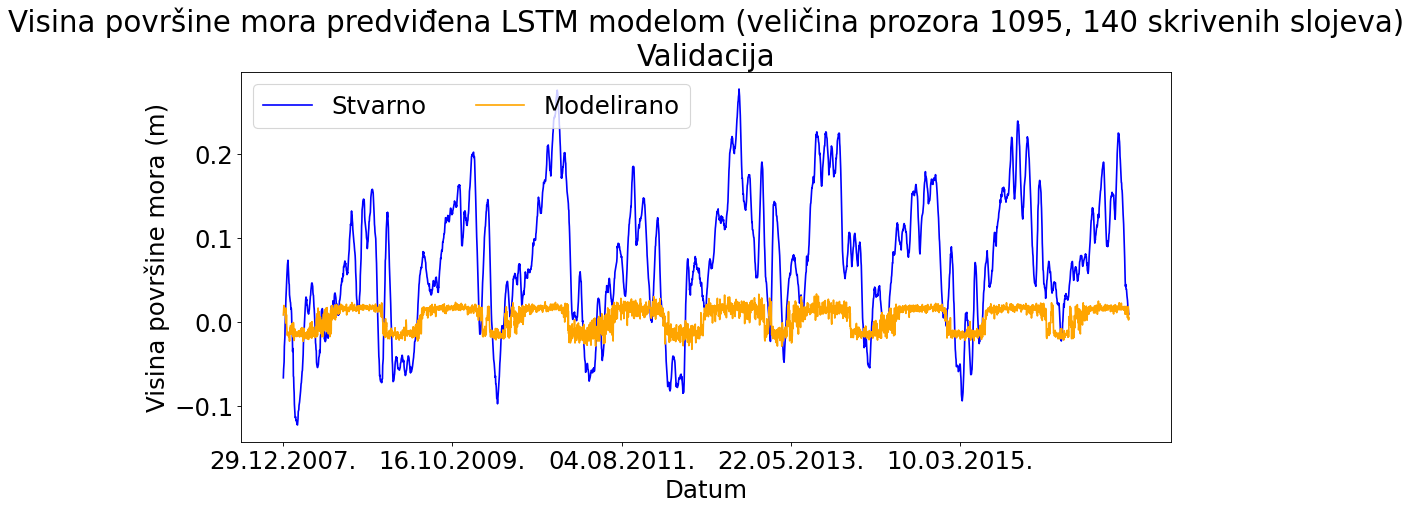 Visina površine mora predviđena LSTM modelom (veličina prozora 1095, 140 skrivenih slojeva)
Validacija
Stvarno
Modelirano
Visina površine mora (m)
0.2
0.1
0.0
−0.1
29.12.2007.
16.10.2009.
04.08.2011.
22.05.2013.
10.03.2015.
Datum